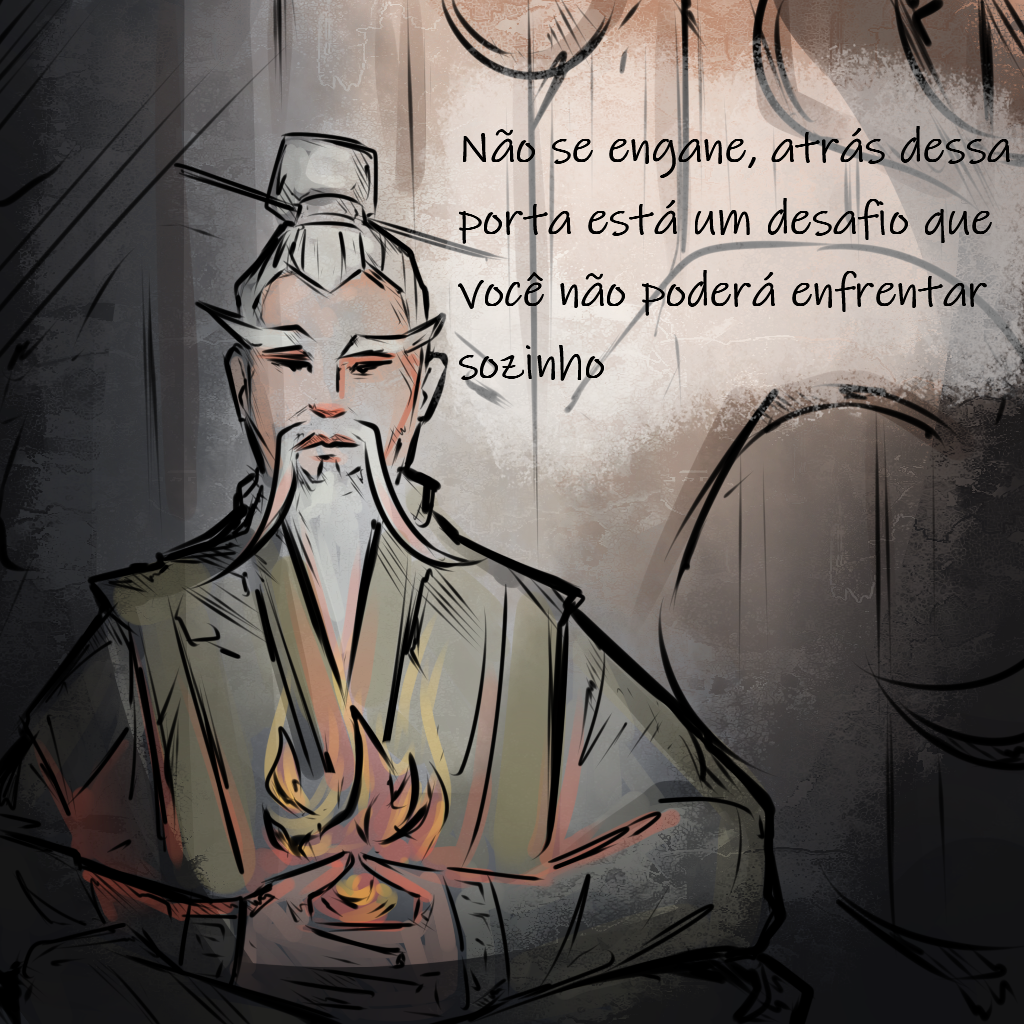 Não se engane, atrás dessa
porta está um desafio que
você não poderá enfrentar
sozinho